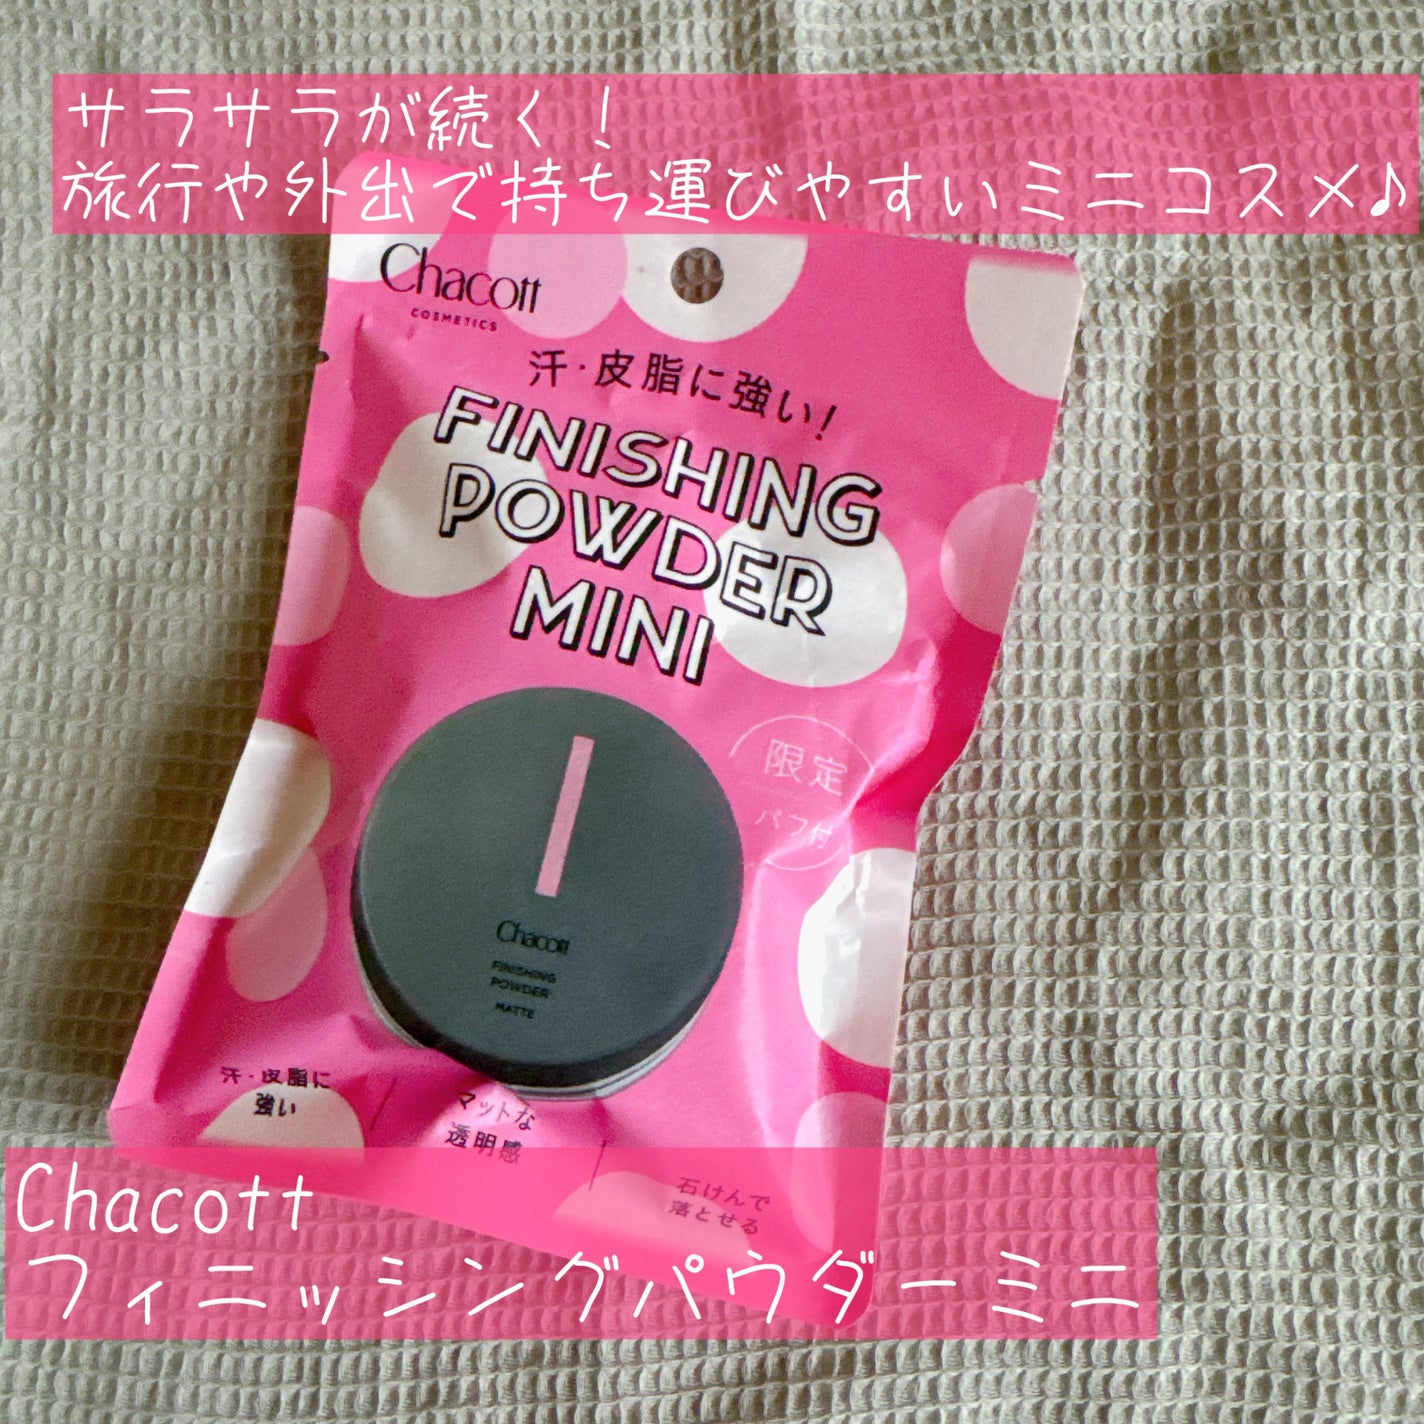 サラサラが続く！
旅行や外出で持ち運びやすいミニコスメ♪
Chacott
COSMETICS
汗・皮脂に強い!
FINISHING
POWDER
MINI
限定
パフ付
Chacott
FINISHING
POWDER
MATTE
汗・皮脂に
強い
マットな
透明感
石けんで
落とせる
Chacott
フィニッシングパウダーミニ